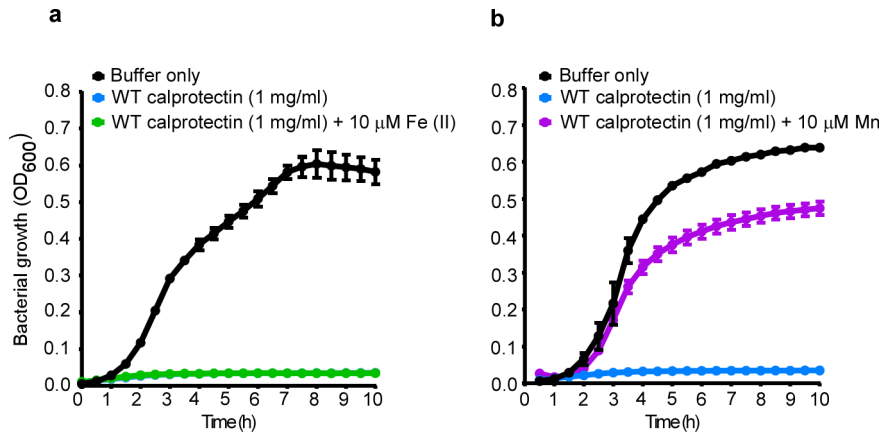 a
Buffer only
WT calprotectin (1 mg/ml)
WT calprotectin (1 mg/ml) + 10 μM Fe (II)
Bacterial growth (OD600)
0.8
0.7
0.6
0.5
0.4
0.3
0.2
0.1
0.0
0 1 2 3 4 5 6 7 8 9 10
Time(h)
b
Buffer only
WT calprotectin (1 mg/ml)
WT calprotectin (1 mg/ml) + 10 μM Mn
0.8
0.7
0.6
0.5
0.4
0.3
0.2
0.1
0.0
0 1 2 3 4 5 6 7 8 9 10
Time(h)